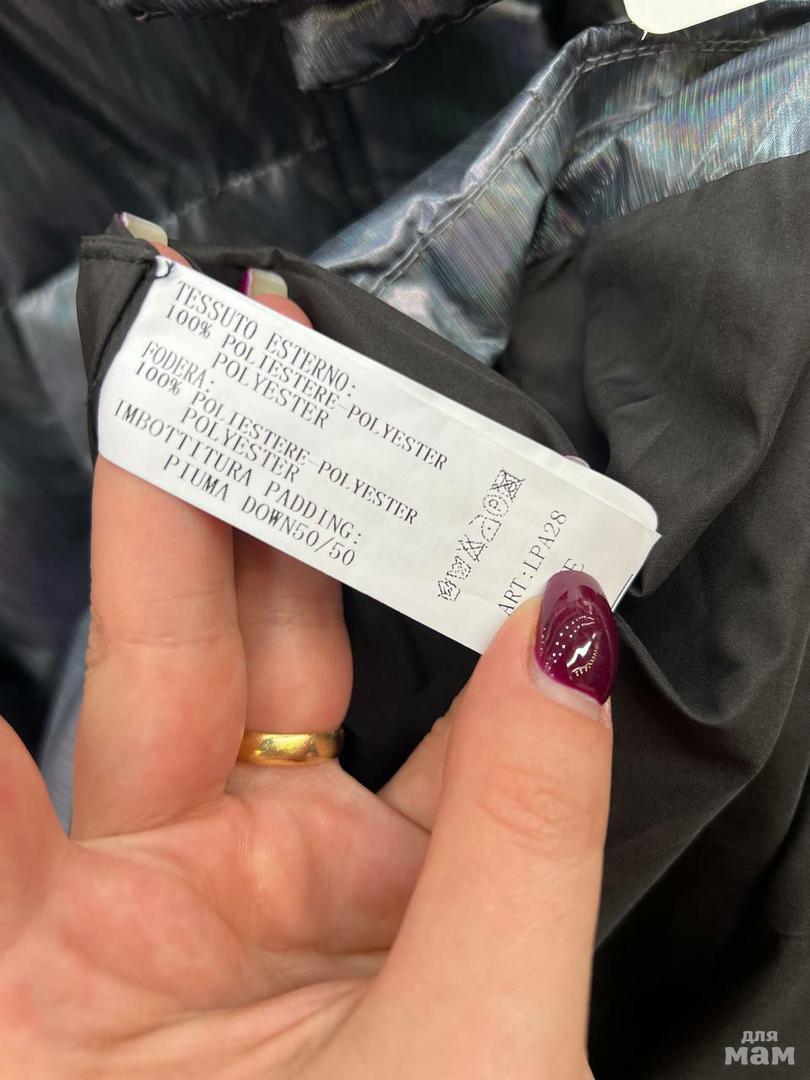 TESSUTO ESTERNO:
100% POLIESTERE-POLYESTER
POLYESTER
FODERA:
100% POLIESTERE-POLYESTER
POLYESTER
IMBOTTITURA PADDING:
PIUMA DOWN50/50
ART:LPA28
для
мам